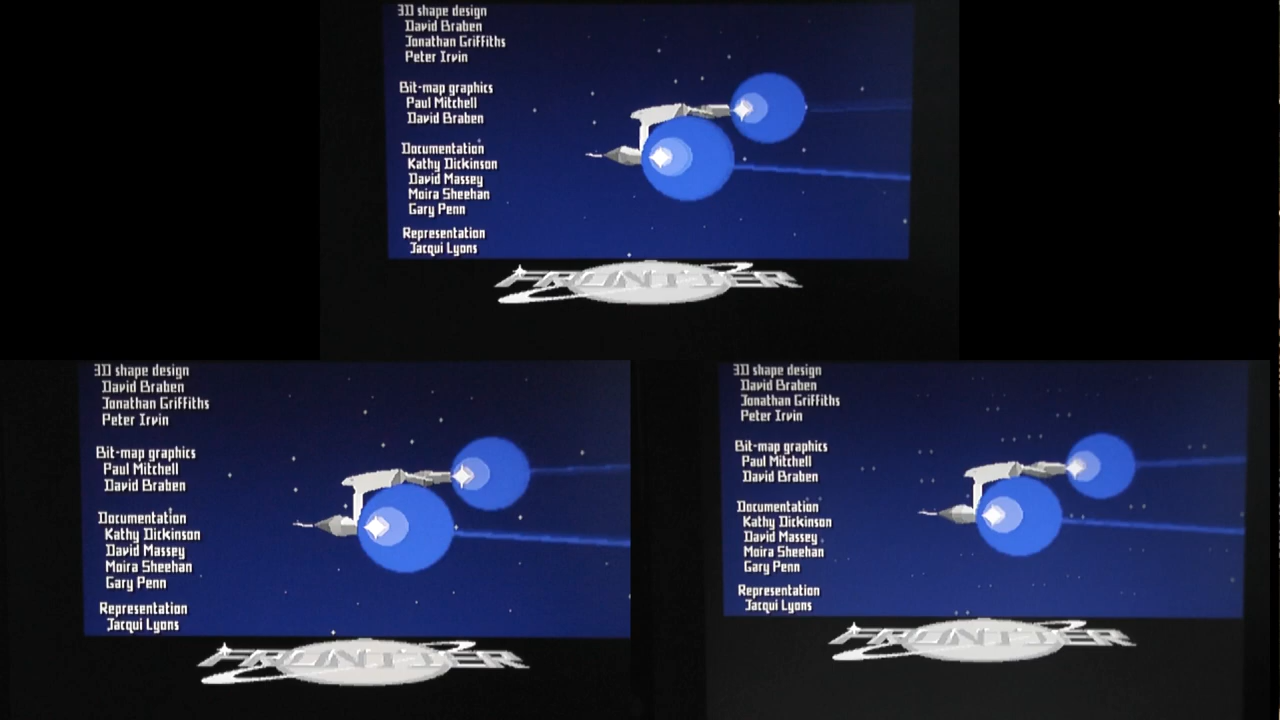 3D shape design
David Braben
Jonathan Griffiths
Peter Irvin
Bit-map graphics
Paul Mitchell
David Braben
Documentation
Kathy Dickinson
David Massey
Moira Sheehan
Gary Penn
Representation
Jacqui Lyons
FRONTIER
3D shape design
David Braben
Jonathan Griffiths
Peter Irvin
Bit-map graphics
Paul Mitchell
David Braben
Documentation
Kathy Dickinson
David Massey
Moira Sheehan
Gary Penn
Representation
Jacqui Lyons
FRONTIER
3D shape design
David Braben
Jonathan Griffiths
Peter Irvin
Bit-map graphics
Paul Mitchell
David Braben
Documentation
Kathy Dickinson
David Massey
Moira Sheehan
Gary Penn
Representation
Jacqui Lyons
FRONTIER